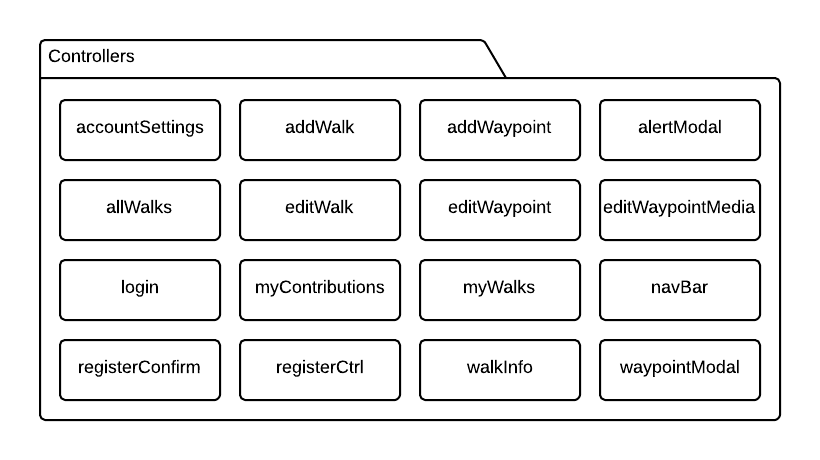 Controllers
accountSettings
addWalk
addWaypoint
alertModal
allWalks
editWalk
editWaypoint
editWaypointMedia
login
myContributions
myWalks
navBar
registerConfirm
registerCtrl
walkInfo
waypointModal